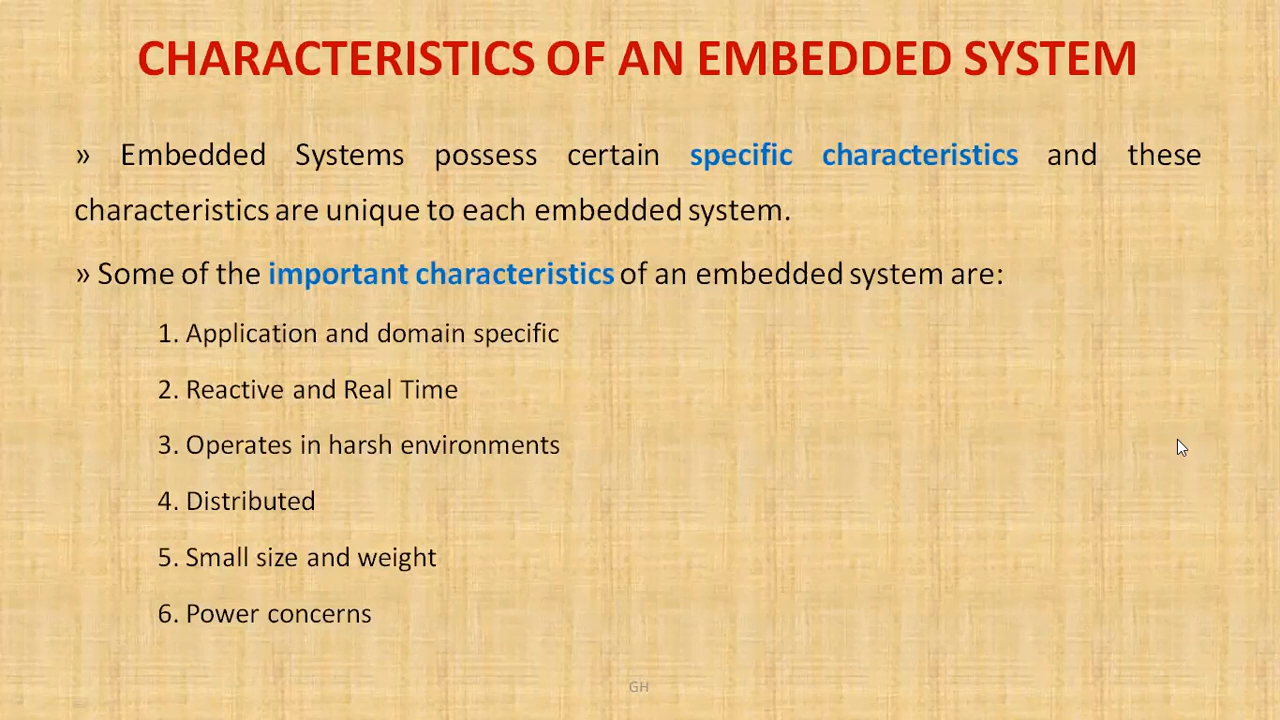 CHARACTERISTICS OF AN EMBEDDED SYSTEM
» Embedded Systems possess certain specific characteristics and these
characteristics are unique to each embedded system.
» Some of the important characteristics of an embedded system are:
1. Application and domain specific
2. Reactive and Real Time
3. Operates in harsh environments
4. Distributed
5. Small size and weight
6. Power concerns
GH